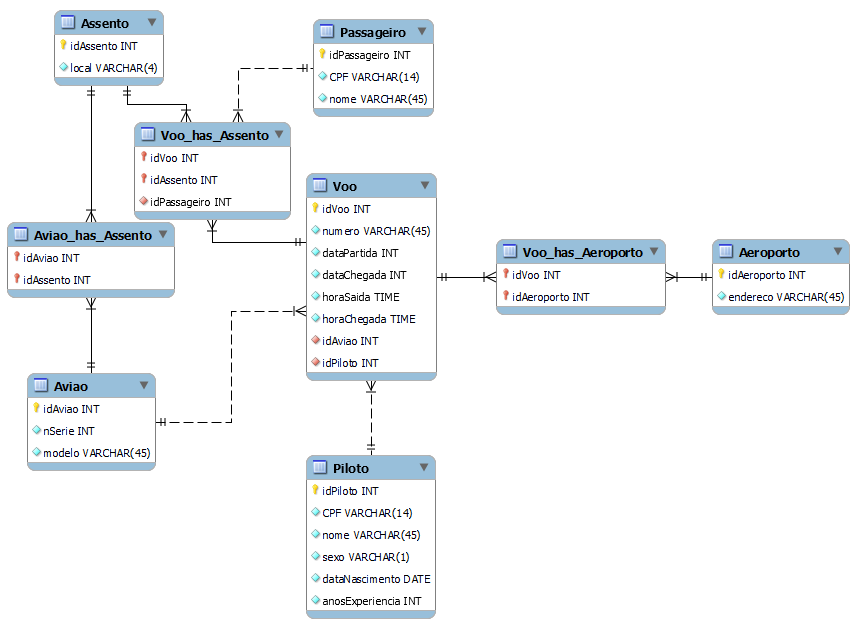 Assento
idAssento INT
local VARCHAR(4)
Passageiro
idPassageiro INT
CPF VARCHAR(14)
nome VARCHAR(45)
Voo_has_Assento
idVoo INT
idAssento INT
idPassageiro INT
Voo
idVoo INT
numero VARCHAR(45)
dataPartida INT
dataChegada INT
horaSaida TIME
horaChegada TIME
idAviao INT
idPiloto INT
Aviao_has_Assento
idAviao INT
idAssento INT
Voo_has_Aeroporto
idVoo INT
idAeroporto INT
Aeroporto
idAeroporto INT
endereco VARCHAR(45)
Aviao
idAviao INT
nSerie INT
modelo VARCHAR(45)
Piloto
idPiloto INT
CPF VARCHAR(14)
nome VARCHAR(45)
sexo VARCHAR(1)
dataNascimento DATE
anosExperiencia INT